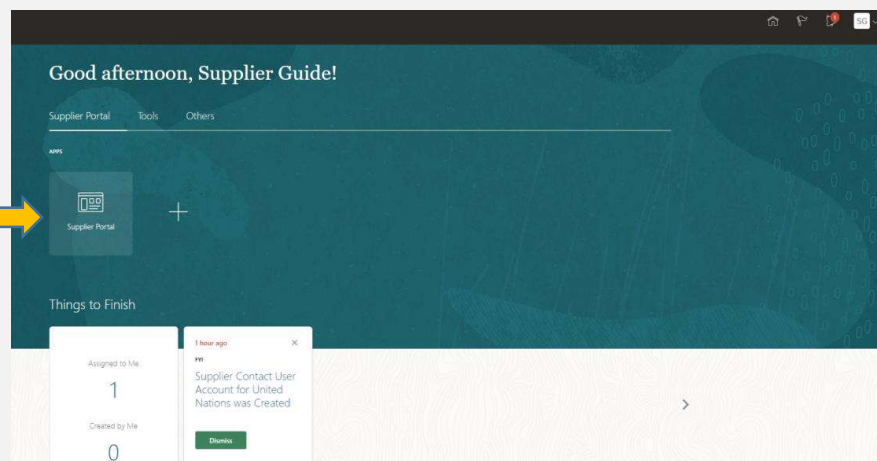 SG
Good afternoon, Supplier Guide!
Supplier Portal Tools Others
APPS
Supplier Portal
Things to Finish
Assigned to Me
1
Created by Me
0
1 hour ago
FYI
Supplier Contact User
Account for United
Nations was Created
Dismiss